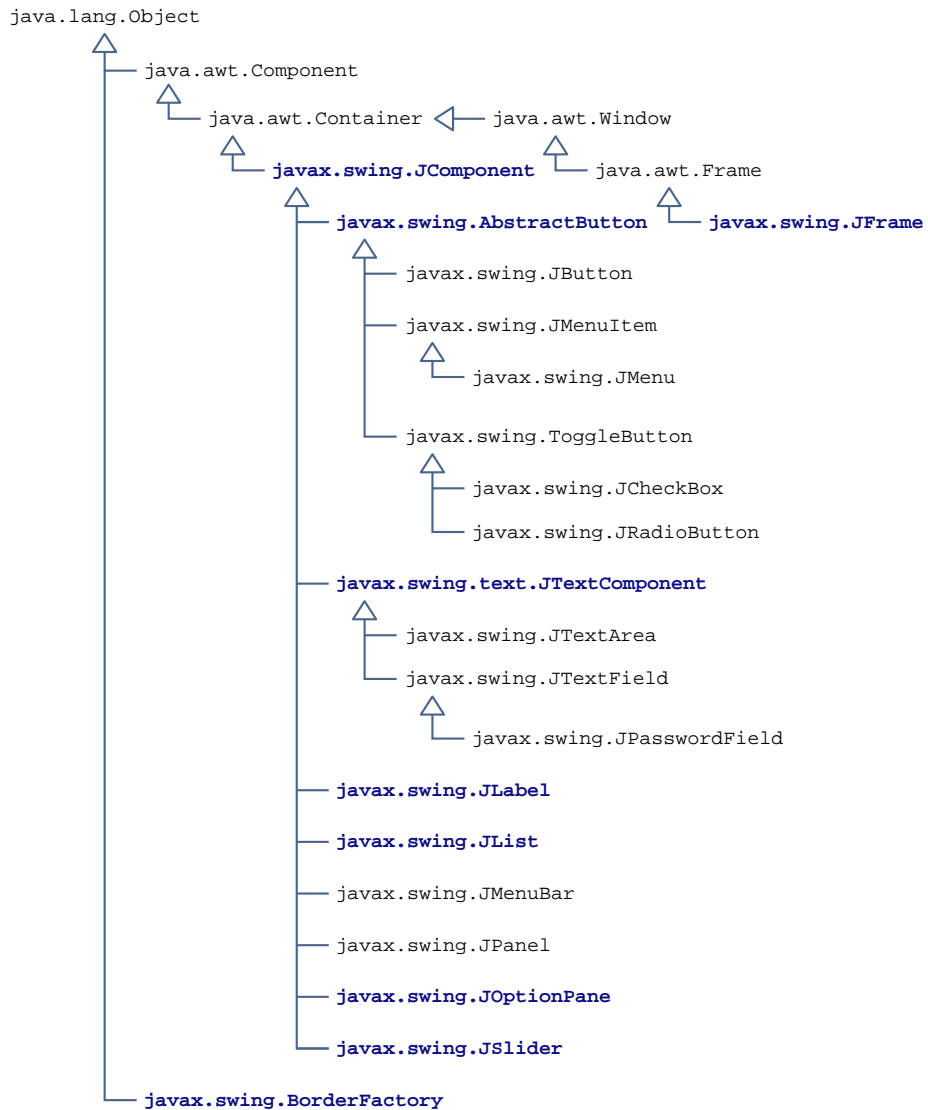 java.lang.Object
java.awt.Component
java.awt.Container java.awt.Window
javax.swing.JComponent java.awt.Frame
javax.swing.AbstractButton javax.swing.JFrame
javax.swing.JButton
javax.swing.JMenuItem
javax.swing.JMenu
javax.swing.ToggleButton
javax.swing.JCheckBox
javax.swing.JRadioButton
javax.swing.text.JTextComponent
javax.swing.JTextArea
javax.swing.JTextField
javax.swing.JPasswordField
javax.swing.JLabel
javax.swing.JList
javax.swing.JMenuBar
javax.swing.JPanel
javax.swing.JOptionPane
javax.swing.JSlider
javax.swing.BorderFactory